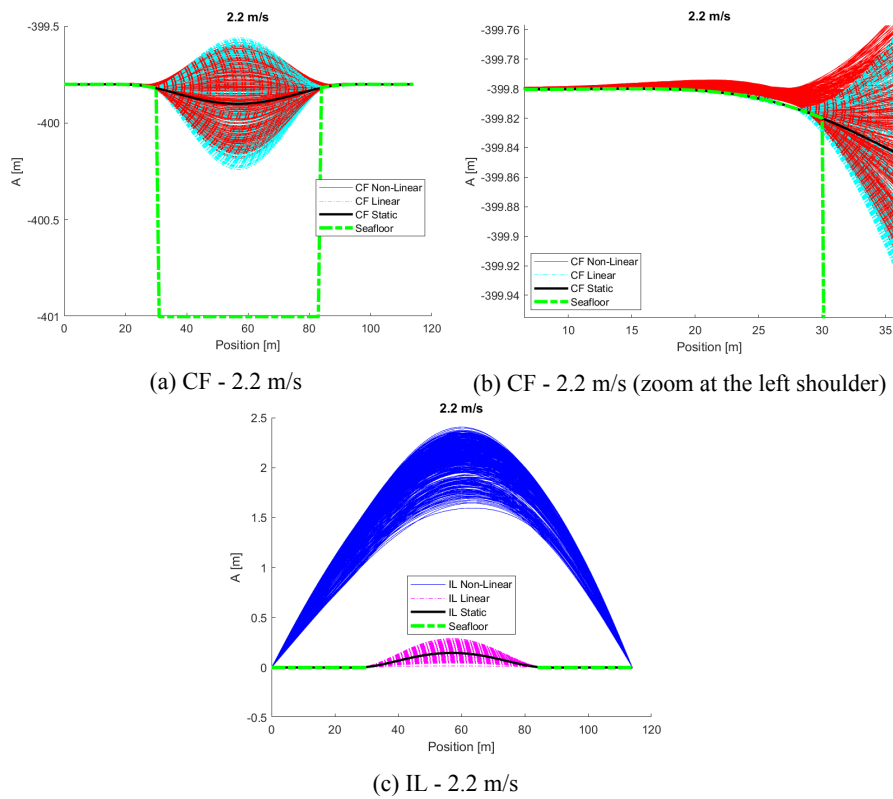 2.2 m/s
-399.5
-400
-400.5
-401
A [m]
CF Non-Linear
CF Linear
CF Static
Seafloor
0 20 40 60 80 100 120
Position [m]
(a) CF - 2.2 m/s
2.2 m/s
-399.76
-399.78
-399.8
-399.82
-399.84
-399.86
-399.88
-399.9
-399.92
-399.94
A [m]
CF Non-Linear
CF Linear
CF Static
Seafloor
10 15 20 25 30 35
Position [m]
(b) CF - 2.2 m/s (zoom at the left shoulder)
2.2 m/s
2.5
2
1.5
1
0.5
0
-0.5
A [m]
IL Non-Linear
IL Linear
IL Static
Seafloor
0 20 40 60 80 100 120
Position [m]
(c) IL - 2.2 m/s